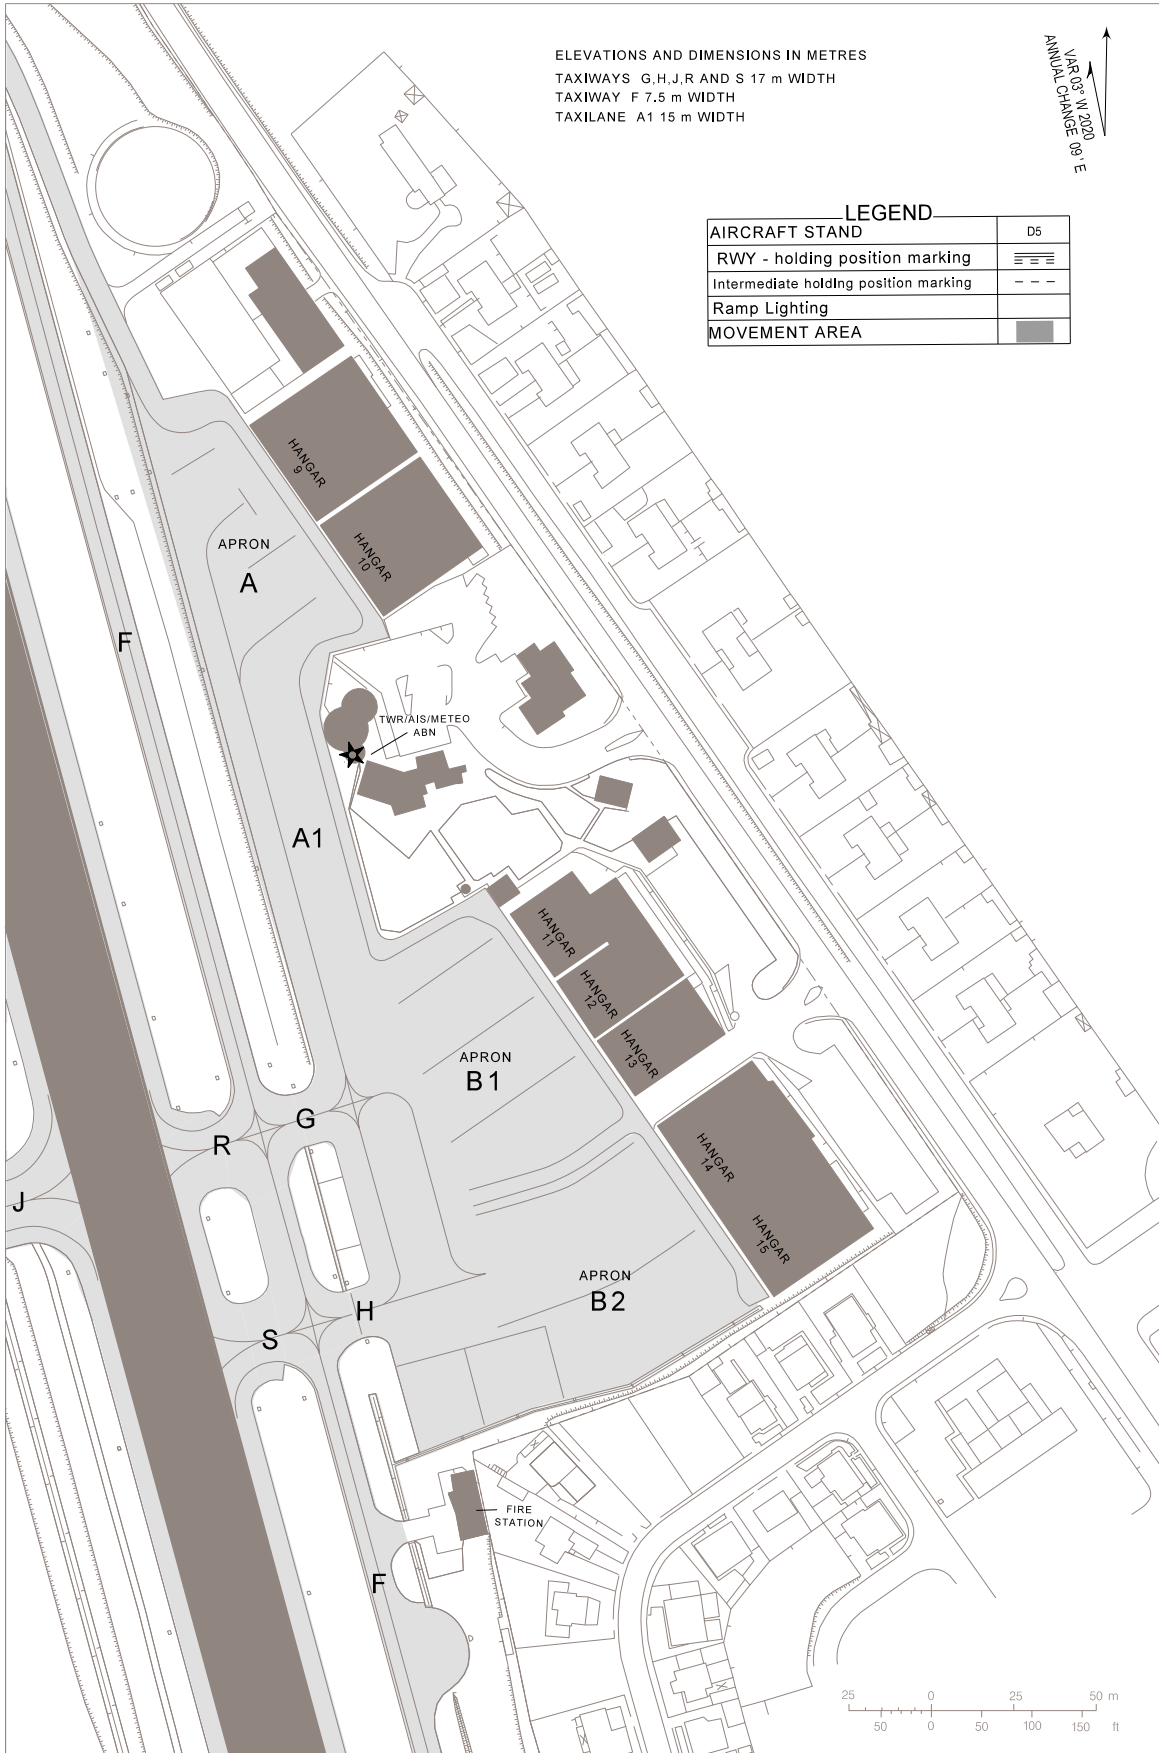 ELEVATIONS AND DIMENSIONS IN METRES
TAXIWAYS G,H,J,R AND S 17 m WIDTH
TAXIWAY F 7.5 m WIDTH
TAXILANE A1 15 m WIDTH
VAR 03° W 2020
ANNUAL CHANGE 09 ' E
LEGEND
AIRCRAFT STAND D5
RWY - holding position marking
Intermediate holding position marking
Ramp Lighting
MOVEMENT AREA
HANGAR
9
HANGAR
10
APRON
A
F
TWR/AIS/METEO
ABN
A1
HANGAR
11
HANGAR
12
HANGAR
13
APRON
B1
G
R
J
HANGAR
14
HANGAR
15
APRON
B2
H
S
FIRE
STATION
F
25 0 25 50 m
50 0 50 100 150 ft